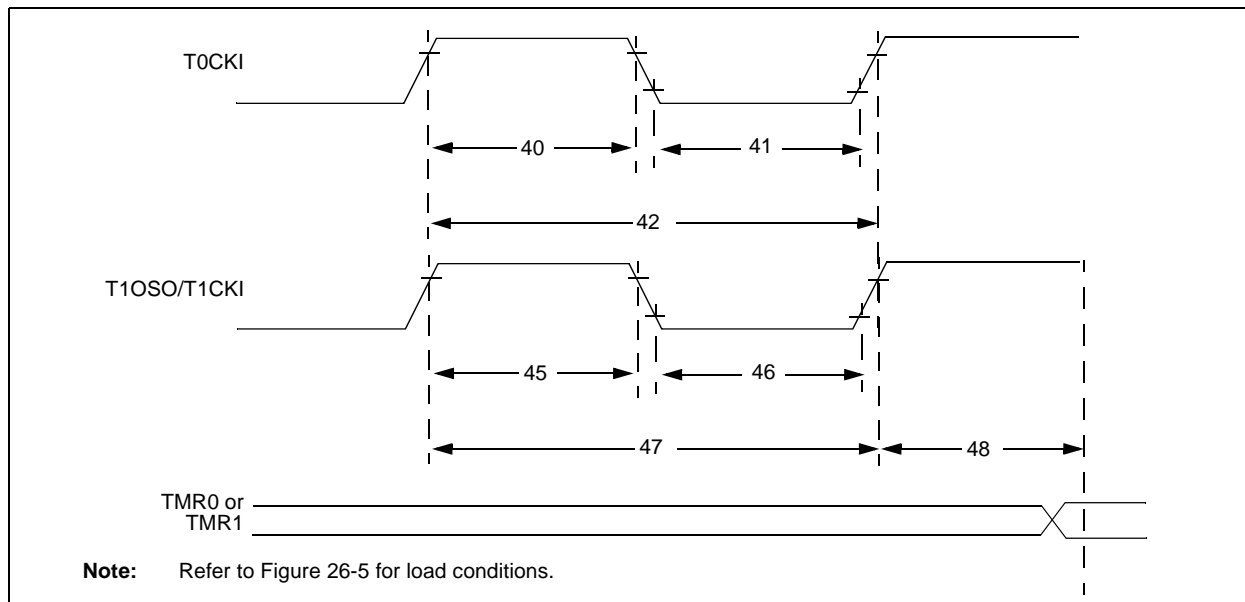 T0CKI
40
41
42
T1OSO/T1CKI
45
46
47
48
TMR0 or
TMR1
Note: Refer to Figure 26-5 for load conditions.